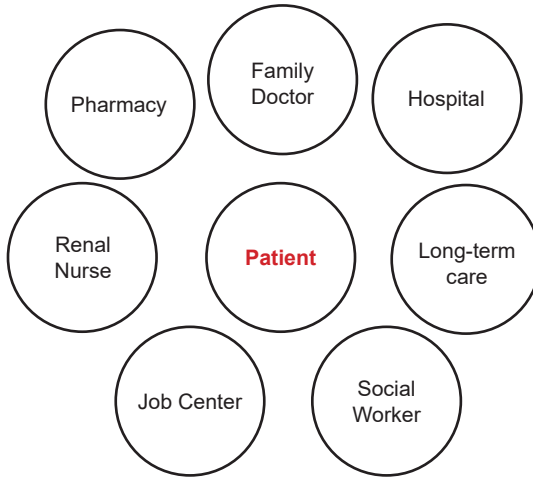 Family
Doctor
Pharmacy
Hospital
Renal
Nurse
Patient
Long-term
care
Job Center
Social
Worker